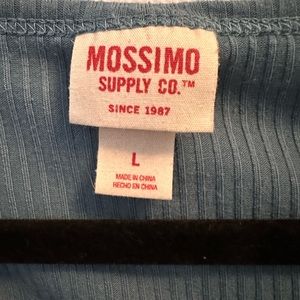 MOSSIMO
SUPPLY CO.™
SINCE 1987
L
MADE IN CHINA
HECHO EN CHINA